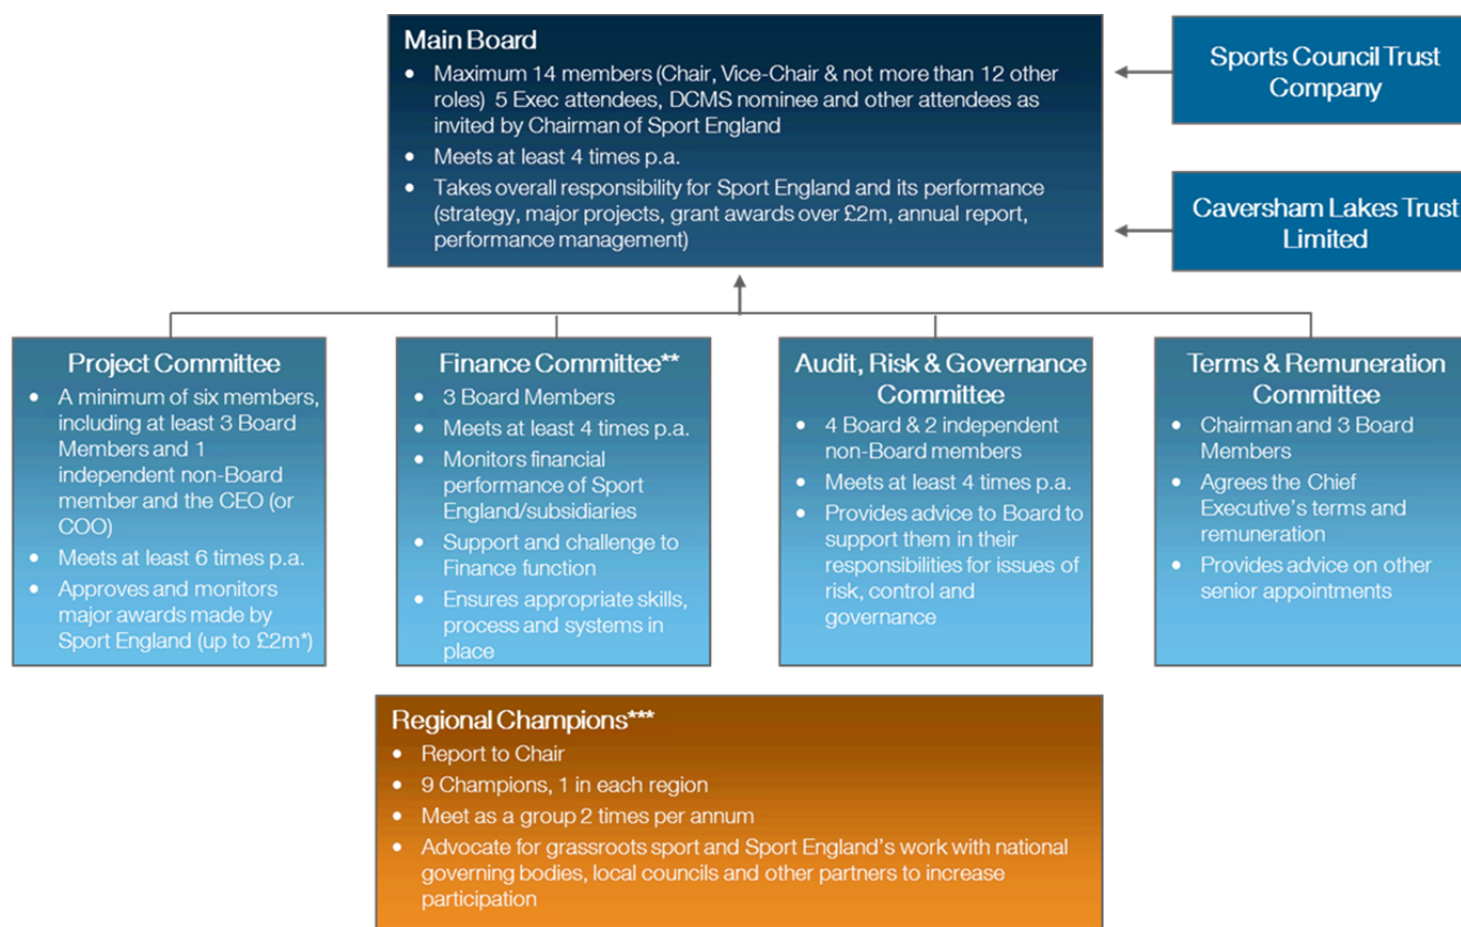 Main Board
• Maximum 14 members (Chair, Vice-Chair & not more than 12 other
roles) 5 Exec attendees, DCMS nominee and other attendees as
invited by Chairman of Sport England
• Meets at least 4 times p.a.
• Takes overall responsibility for Sport England and its performance
(strategy, major projects, grant awards over £2m, annual report,
performance management)
Sports Council Trust
Company
Caversham Lakes Trust
Limited
Project Committee
• A minimum of six members,
including at least 3 Board
Members and 1
independent non-Board
member and the CEO (or
COO)
• Meets at least 6 times p.a.
• Approves and monitors
major awards made by
Sport England (up to £2m*)
Finance Committee**
• 3 Board Members
• Meets at least 4 times p.a.
• Monitors financial
performance of Sport
England/subsidiaries
• Support and challenge to
Finance function
• Ensures appropriate skills,
process and systems in
place
Audit, Risk & Governance
Committee
• 4 Board & 2 independent
non-Board members
• Meets at least 4 times p.a.
• Provides advice to Board to
support them in their
responsibilities for issues of
risk, control and
governance
Terms & Remuneration
Committee
• Chairman and 3 Board
Members
• Agrees the Chief
Executive's terms and
remuneration
• Provides advice on other
senior appointments
Regional Champions***
• Report to Chair
• 9 Champions, 1 in each region
• Meet as a group 2 times per annum
• Advocate for grassroots sport and Sport England's work with national
governing bodies, local councils and other partners to increase
participation